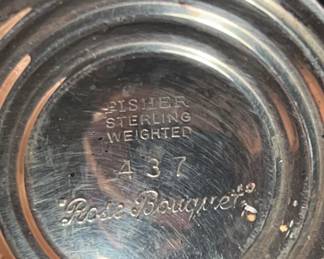 FISHER
STERLING
WEIGHTED
437
"Rose Bouquet"